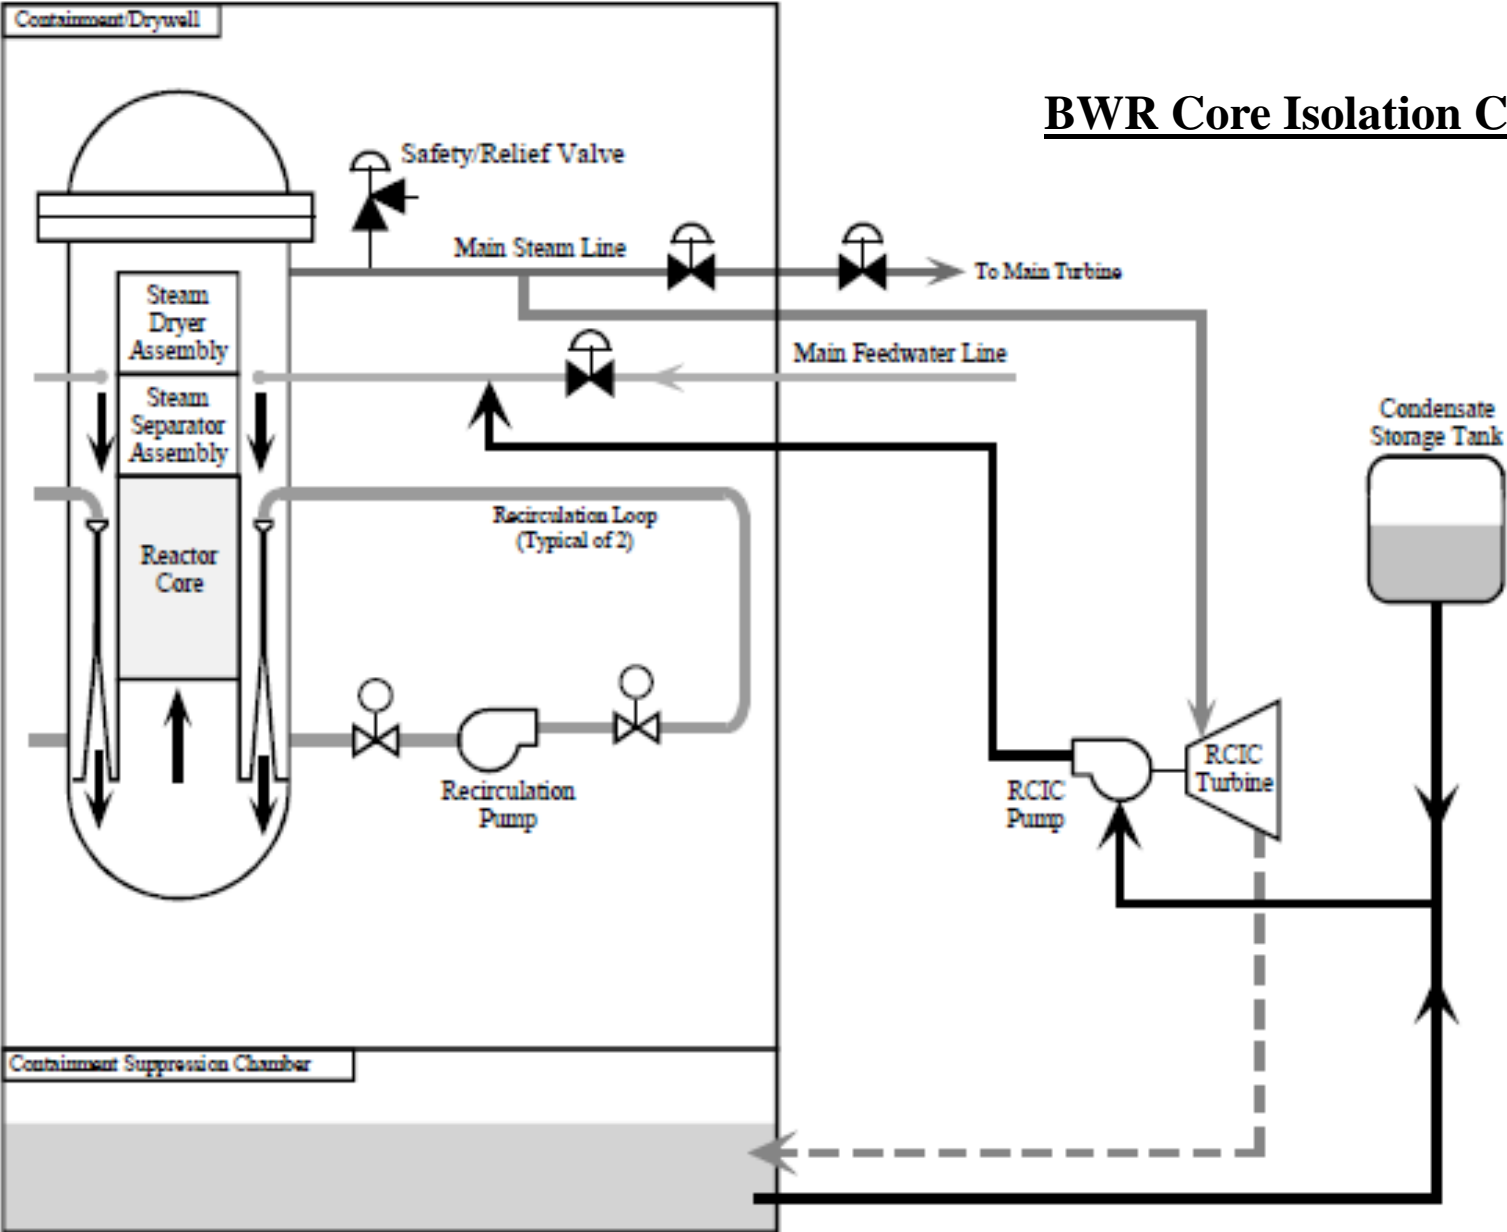 Containment/Drywell
BWR Core Isolation C
Safety/Relief Valve
Main Steam Line
To Main Turbine
Steam
Dryer
Assembly
Main Feedwater Line
Steam
Separator
Assembly
Condensate
Storage Tank
Recirculation Loop
(Typical of 2)
Reactor
Core
Recirculation
Pump
RCIC
Pump
RCIC
Turbine
Containment Suppression Chamber